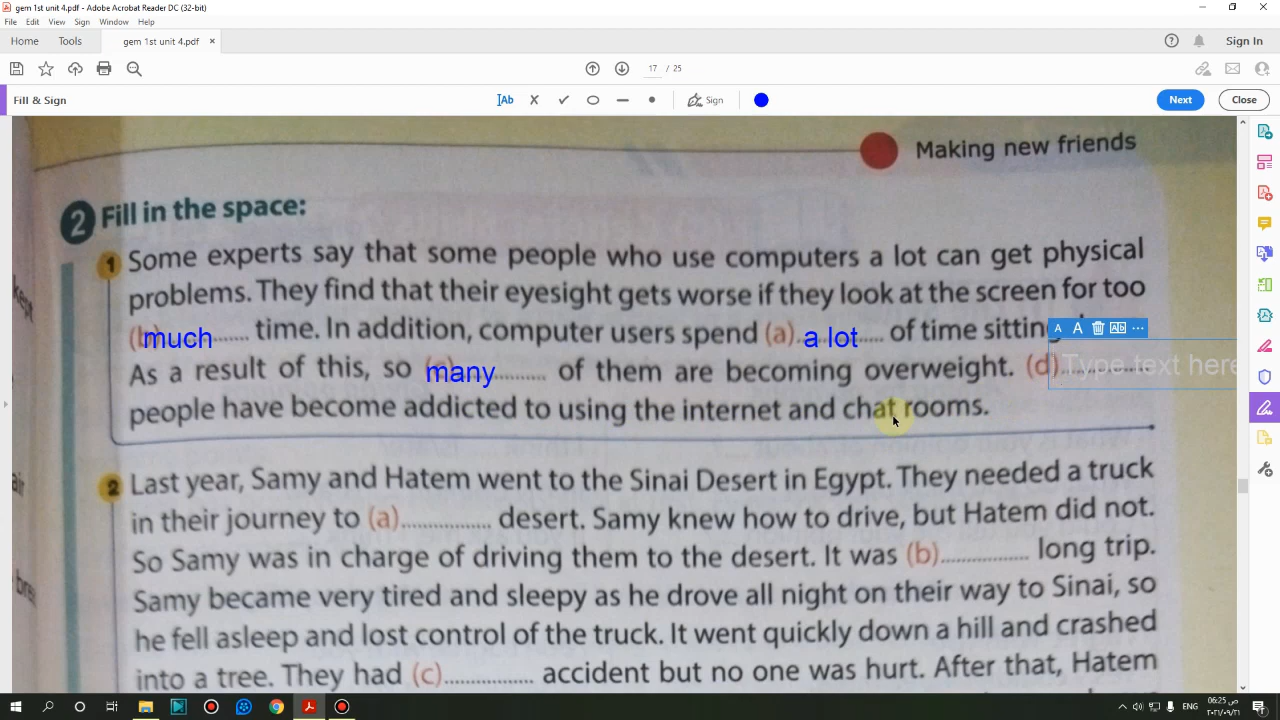 gem 1st unit 4.pdf - Adobe Acrobat Reader DC (32-bit)
File Edit View Sign Window Help
Home Tools gem 1st unit 4.pdf × Sign In
17 / 25
Fill & Sign Ab Sign Next Close
Making new friends
2 Fill in the space:
1 Some experts say that some people who use computers a lot can get physical
problems. They find that their eyesight gets worse if they look at the screen for too
(b) much ......... time. In addition, computer users spend (a) a lot ...... of time sitting
As a result of this, so many ......... of them are becoming overweight. (d) Type text here
people have become addicted to using the internet and chat rooms.
2 Last year, Samy and Hatem went to the Sinai Desert in Egypt. They needed a truck
in their journey to (a)................ desert. Samy knew how to drive, but Hatem did not.
So Samy was in charge of driving them to the desert. It was (b)................ long trip.
Samy became very tired and sleepy as he drove all night on their way to Sinai, so
he fell asleep and lost control of the truck. It went quickly down a hill and crashed
into a tree. They had (c)................ accident but no one was hurt. After that, Hatem
ENG 06:25 ص